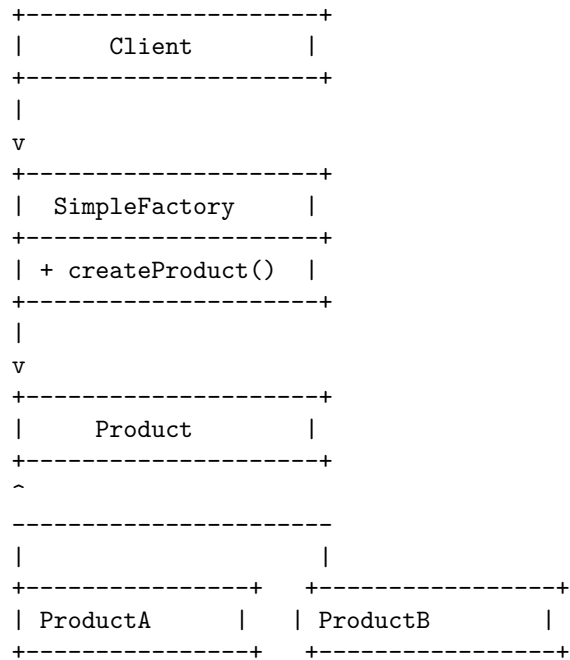 +---------------------+
|      Client        |
+---------------------+
|
v
+---------------------+
|  SimpleFactory     |
+---------------------+
| + createProduct()  |
+---------------------+
|
v
+---------------------+
|     Product        |
+---------------------+
^
-----------------------
|                     |
+----------------+   +-----------------+
| ProductA      |   | ProductB        |
+----------------+   +-----------------+